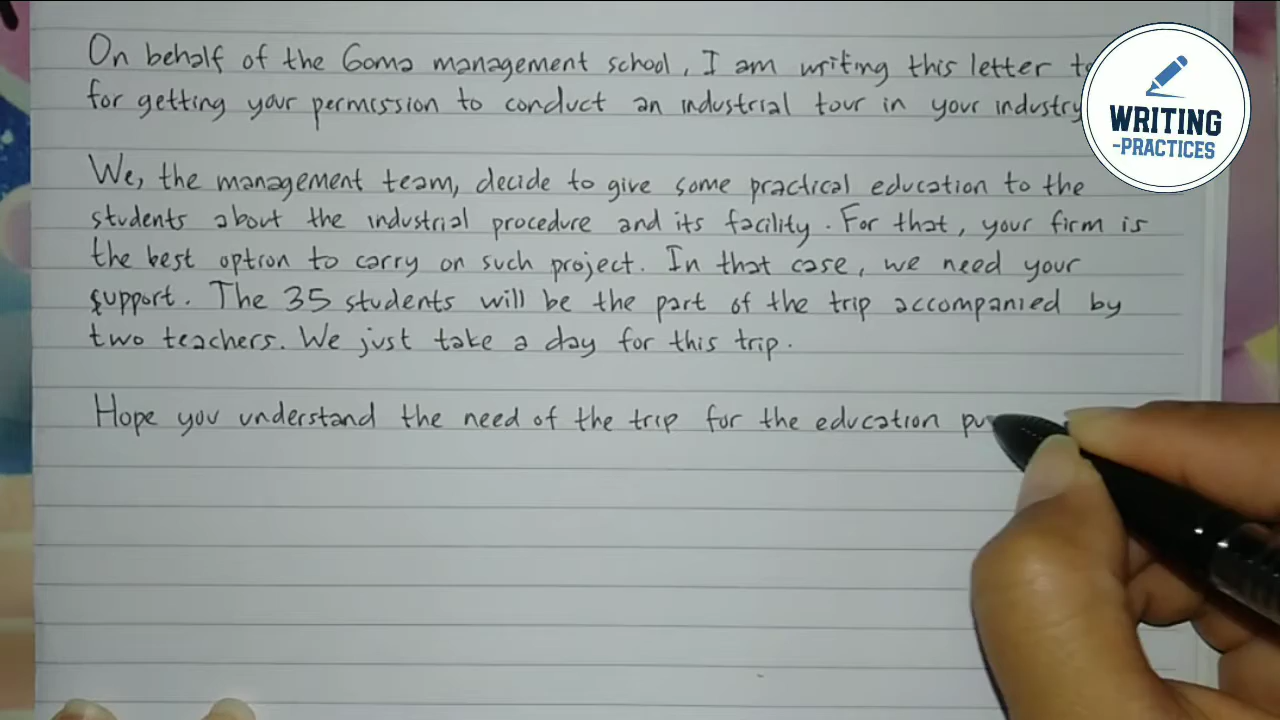 On behalf of the Goma management school, I am writing this letter
for getting your permission to conduct an industrial tour in your industry
We, the management team, decide to give some practical education to the
students about the industrial procedure and its facility. For that, your firm is
the best option to carry on such project. In that case, we need your
support. The 35 students will be the part of the trip accompanied by
two teachers. We just take a day for this trip.
Hope you understand the need of the trip for the education
WRITING
-PRACTICES